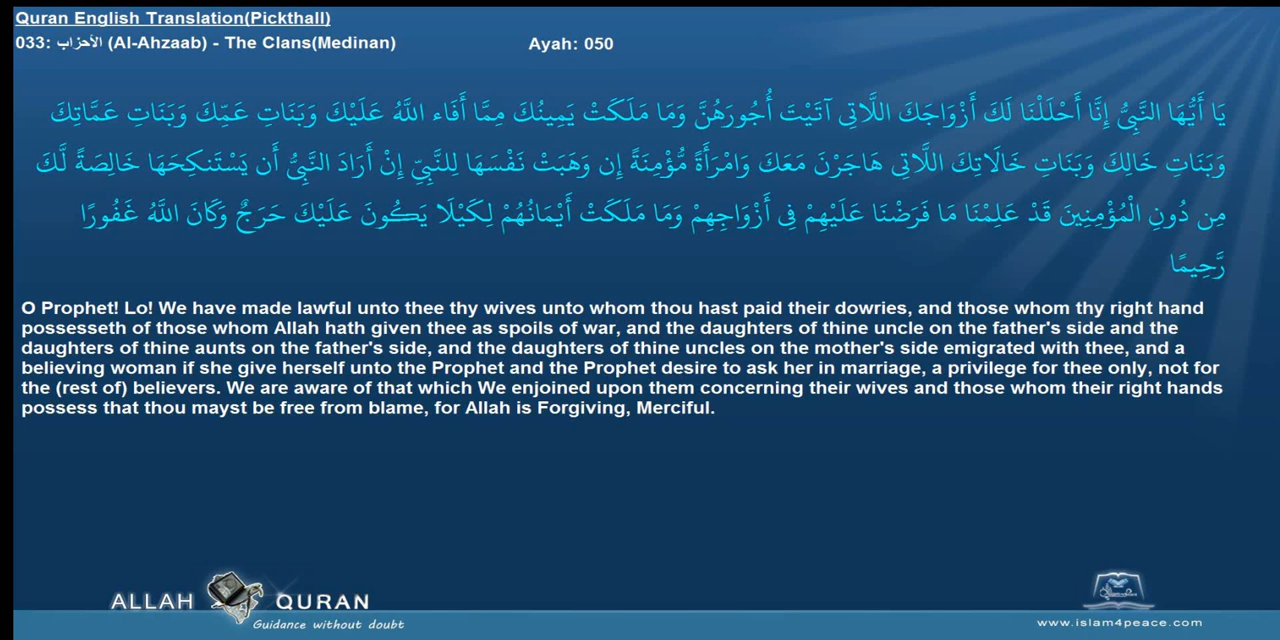 Quran English Translation(Pickthall)
033: الأحزاب (Al-Ahzaab) - The Clans(Medinan) Ayah: 050
يَا أَيُّهَا النَّبِيُّ إِنَّا أَحْلَلْنَا لَكَ أَزْوَاجَكَ اللَّاتِي آتَيْتَ أُجُورَهُنَّ وَمَا مَلَكَتْ يَمِينُكَ مِمَّا أَفَاء اللَّهُ عَلَيْكَ وَبَنَاتِ عَمِّكَ وَبَنَاتِ عَمَّاتِكَ
وَبَنَاتِ خَالِكَ وَبَنَاتِ خَالَاتِكَ اللَّاتِي هَاجَرْنَ مَعَكَ وَامْرَأَةً مُّؤْمِنَةً إِن وَهَبَتْ نَفْسَهَا لِلنَّبِيِّ إِنْ أَرَادَ النَّبِيُّ أَن يَسْتَنكِحَهَا خَالِصَةً لَّكَ
مِن دُونِ الْمُؤْمِنِينَ قَدْ عَلِمْنَا مَا فَرَضْنَا عَلَيْهِمْ فِي أَزْوَاجِهِمْ وَمَا مَلَكَتْ أَيْمَانُهُمْ لِكَيْلَا يَكُونَ عَلَيْكَ حَرَجٌ وَكَانَ اللَّهُ غَفُورًا
رَّحِيمًا
O Prophet! Lo! We have made lawful unto thee thy wives unto whom thou hast paid their dowries, and those whom thy right hand
possesseth of those whom Allah hath given thee as spoils of war, and the daughters of thine uncle on the father's side and the
daughters of thine aunts on the father's side, and the daughters of thine uncles on the mother's side emigrated with thee, and a
believing woman if she give herself unto the Prophet and the Prophet desire to ask her in marriage, a privilege for thee only, not for
the (rest of) believers. We are aware of that which We enjoined upon them concerning their wives and those whom their right hands
possess that thou mayst be free from blame, for Allah is Forgiving, Merciful.
ALLAH QURAN
Guidance without doubt
www.islam4peace.com